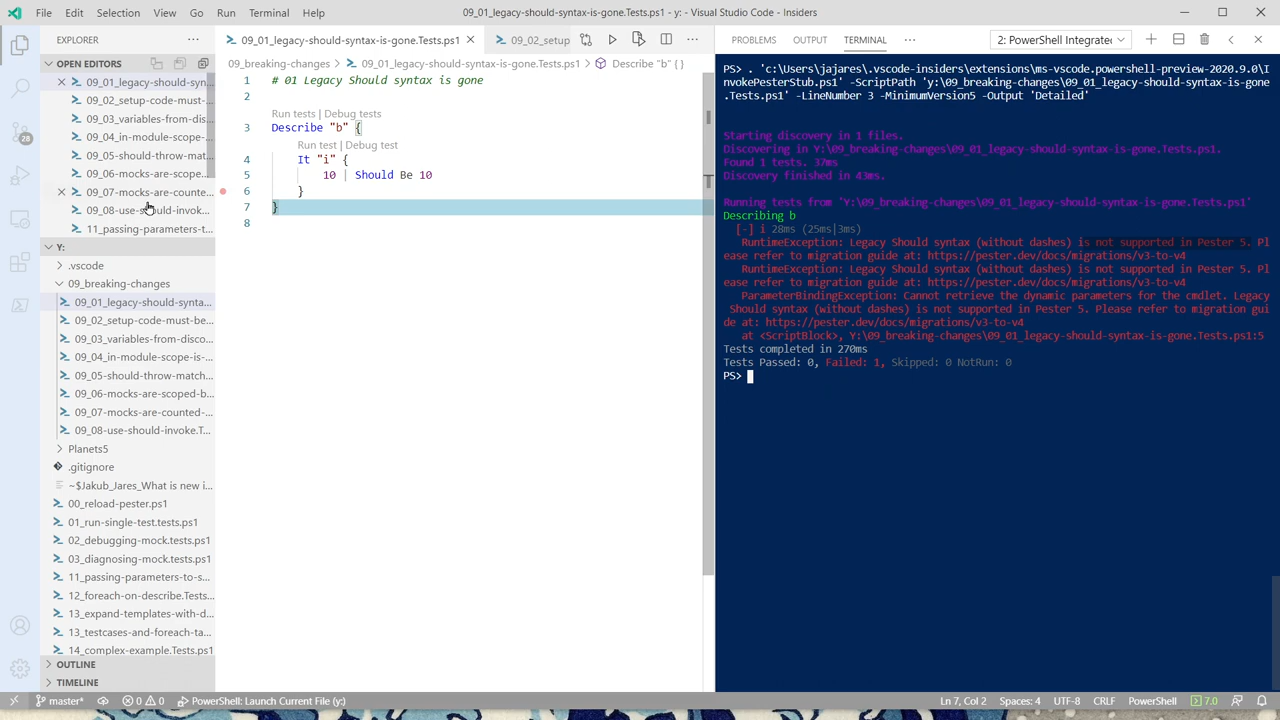 File Edit Selection View Go Run Terminal Help 09_01_legacy-should-syntax-is-gone.Tests.ps1 - y: - Visual Studio Code - Insiders
EXPLORER
OPEN EDITORS
09_01_legacy-should-syn...
09_02_setup-code-must-...
09_03_variables-from-dis...
09_04_in-module-scope-...
09_05-should-throw-mat...
09_06-mocks-are-scope...
09_07-mocks-are-counte...
09_08-use-should-invok...
11_passing-parameters-t...
Y:
.vscode
09_breaking-changes
09_01_legacy-should-synta...
09_02_setup-code-must-be...
09_03_variables-from-disco...
09_04_in-module-scope-is-...
09_05-should-throw-match...
09_06-mocks-are-scoped-b...
09_07-mocks-are-counted-...
09_08-use-should-invoke.T...
Planets5
.gitignore
~$Jakub_Jares_What is new i...
00_reload-pester.ps1
01_run-single-test.tests.ps1
02_debugging-mock.tests.ps1
03_diagnosing-mock.tests.ps1
11_passing-parameters-to-s...
12_foreach-on-describe.Tests...
13_expand-templates-with-d...
13_testcases-and-foreach-ta...
14_complex-example.Tests.ps1
OUTLINE
TIMELINE
28
09_01_legacy-should-syntax-is-gone.Tests.ps1 09_02_setup
09_breaking-changes > 09_01_legacy-should-syntax-is-gone.Tests.ps1 > Describe "b" { }
1 # 01 Legacy Should syntax is gone
2
Run tests | Debug tests
3 Describe "b" {
Run test | Debug test
4 It "i" {
5 10 | Should Be 10
6 }
7 }
8
PROBLEMS OUTPUT TERMINAL ... 2: PowerShell Integrated
PS> . 'c:\Users\jajares\.vscode-insiders\extensions\ms-vscode.powershell-preview-2020.9.0\I
nvokePesterStub.ps1' -ScriptPath 'y:\09_breaking-changes\09_01_legacy-should-syntax-is-gone
.Tests.ps1' -LineNumber 3 -MinimumVersion5 -Output 'Detailed'
Starting discovery in 1 files.
Discovering in Y:\09_breaking-changes\09_01_legacy-should-syntax-is-gone.Tests.ps1.
Found 1 tests. 37ms
Discovery finished in 43ms.
Running tests from 'Y:\09_breaking-changes\09_01_legacy-should-syntax-is-gone.Tests.ps1'
Describing b
[-] i 28ms (25ms|3ms)
RuntimeException: Legacy Should syntax (without dashes) is not supported in Pester 5. Pl
ease refer to migration guide at: https://pester.dev/docs/migrations/v3-to-v4
RuntimeException: Legacy Should syntax (without dashes) is not supported in Pester 5. Pl
ease refer to migration guide at: https://pester.dev/docs/migrations/v3-to-v4
ParameterBindingException: Cannot retrieve the dynamic parameters for the cmdlet. Legacy
Should syntax (without dashes) is not supported in Pester 5. Please refer to migration gui
de at: https://pester.dev/docs/migrations/v3-to-v4
at <ScriptBlock>, Y:\09_breaking-changes\09_01_legacy-should-syntax-is-gone.Tests.ps1:5
Tests completed in 270ms
Tests Passed: 0, Failed: 1, Skipped: 0 NotRun: 0
PS>
master* 0 0 PowerShell: Launch Current File (y:) Ln 7, Col 2 Spaces: 4 UTF-8 CRLF PowerShell 7.0